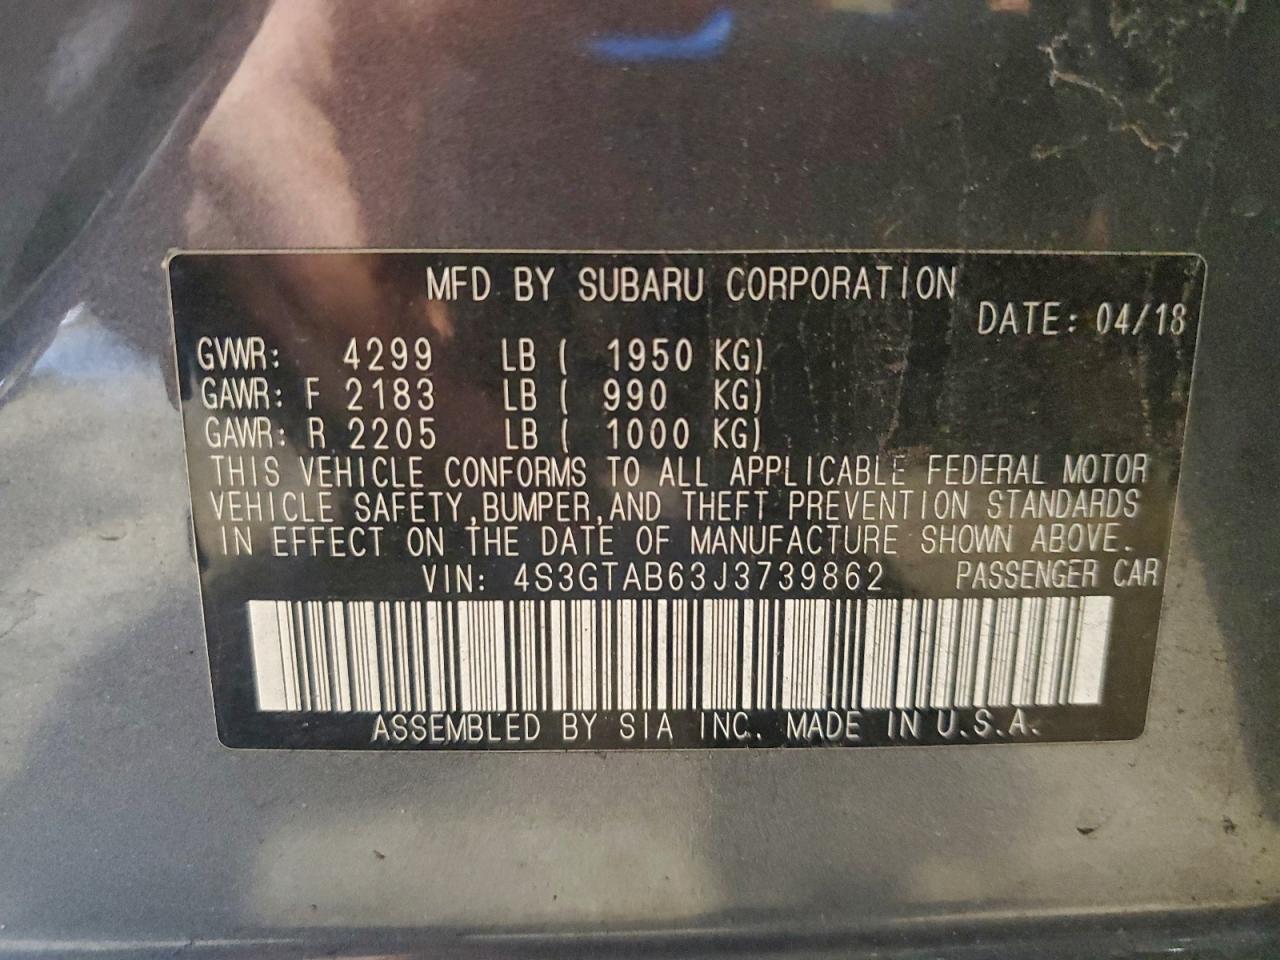 MFD BY SUBARU CORPORATION
DATE: 04/18
GVWR: 4299 LB ( 1950 KG)
GAWR: F 2183 LB ( 990 KG)
GAWR: R 2205 LB ( 1000 KG)
THIS VEHICLE CONFORMS TO ALL APPLICABLE FEDERAL MOTOR
VEHICLE SAFETY,BUMPER,AND THEFT PREVENTION STANDARDS
IN EFFECT ON THE DATE OF MANUFACTURE SHOWN ABOVE.
VIN: 4S3GTAB63J3739862 PASSENGER CAR
ASSEMBLED BY SIA INC. MADE IN U.S.A.